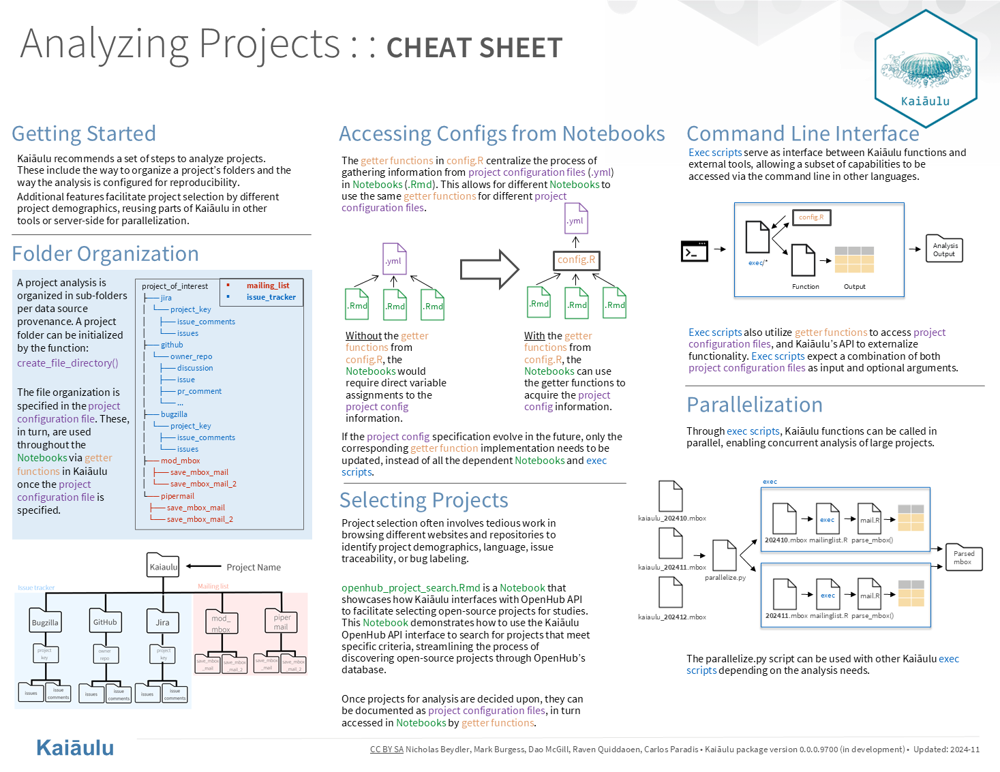 Analyzing Projects : : CHEAT SHEET
Kaiāulu
Getting Started
Kaiāulu recommends a set of steps to analyze projects.
These include the way to organize a project's folders and the
way the analysis is configured for reproducibility.
Additional features facilitate project selection by different
project demographics, reusing parts of Kaiāulu in other
tools or server-side for parallelization.
Folder Organization
A project analysis is
organized in sub-folders
per data source
provenance. A project
folder can be initialized
by the function:
create_file_directory()
The file organization is
specified in the project
configuration file. These,
in turn, are used
throughout the
Notebooks via getter
functions in Kaiāulu
once the project
configuration file is
specified.
▪ mailing_list
▪ issue_tracker
project_of_interest
├── jira
│ └── project_key
│ ├── issue_comments
│ └── issues
├── github
│ └── owner_repo
│ ├── discussion
│ ├── issue
│ ├── pr_comment
│ └── ...
├── bugzilla
│ └── project_key
│ ├── issue_comments
│ └── issues
├── mod_mbox
│ ├── save_mbox_mail
│ └── save_mbox_mail_2
└── pipermail
├── save_mbox_mail
└── save_mbox_mail_2
Kaiaulu
Project Name
Issue tracker
Mailing list
Bugzilla
GitHub
Jira
mod_
mbox
piper
mail
project
key
owner
repo
project
key
save_mbox
_mail
save_mbox
_mail_2
save_mbox
_mail
save_mbox
_mail_2
issues
issue
comments
issues
issue
comments
issues
issue
comments
Accessing Configs from Notebooks
The getter functions in config.R centralize the process of
gathering information from project configuration files (.yml)
in Notebooks (.Rmd). This allows for different Notebooks to
use the same getter functions for different project
configuration files.
.yml
.Rmd
.Rmd
.Rmd
.yml
config.R
.Rmd
.Rmd
.Rmd
Without the getter
functions from
config.R, the
Notebooks would
require direct variable
assignments to the
project config
information.
With the getter
functions from
config.R, the
Notebooks can use
the getter functions to
acquire the project
config information.
If the project config specification evolve in the future, only the
corresponding getter function implementation needs to be
updated, instead of all the dependent Notebooks and exec
scripts.
Selecting Projects
Project selection often involves tedious work in
browsing different websites and repositories to
identify project demographics, language, issue
traceability, or bug labeling.
openhub_project_search.Rmd is a Notebook that
showcases how Kaiāulu interfaces with OpenHub API
to facilitate selecting open-source projects for studies.
This Notebook demonstrates how to use the Kaiāulu
OpenHub API interface to search for projects that meet
specific criteria, streamlining the process of
discovering open-source projects through OpenHub's
database.
Once projects for analysis are decided upon, they can
be documented as project configuration files, in turn
accessed in Notebooks by getter functions.
Command Line Interface
Exec scripts serve as interface between Kaiāulu functions and
external tools, allowing a subset of capabilities to be
accessed via the command line in other languages.
config.R
exec/*
Function
Output
Analysis
Output
Exec scripts also utilize getter functions to access project
configuration files, and Kaiāulu's API to externalize
functionality. Exec scripts expect a combination of both
project configuration files as input and optional arguments.
Parallelization
Through exec scripts, Kaiāulu functions can be called in
parallel, enabling concurrent analysis of large projects.
kaiaulu_202410.mbox
kaiaulu_202411.mbox
kaiaulu_202412.mbox
parallelize.py
exec
exec
mail.R
202410.mbox mailinglist.R parse_mbox()
exec
mail.R
202411.mbox mailinglist.R parse_mbox()
Parsed
mbox
The parallelize.py script can be used with other Kaiāulu exec
scripts depending on the analysis needs.
Kaiāulu
CC BY SA Nicholas Beydler, Mark Burgess, Dao McGill, Raven Quiddaoen, Carlos Paradis • Kaiāulu package version 0.0.0.9700 (in development) • Updated: 2024-11